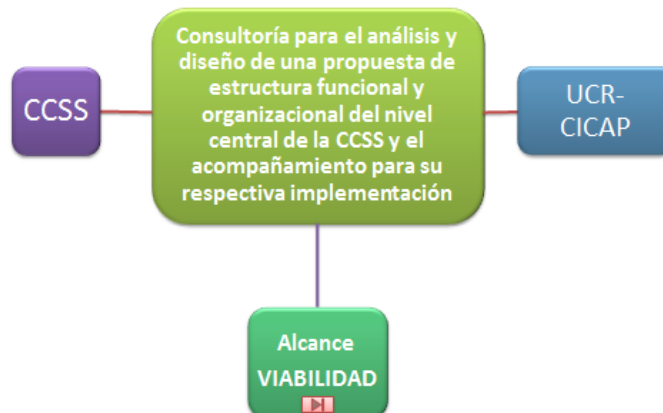 Consultoría para el análisis y
diseño de una propuesta de
estructura funcional y
organizacional del nivel
central de la CCSS y el
acompañamiento para su
respectiva implementación
CCSS
UCR-
CICAP
Alcance
VIABILIDAD